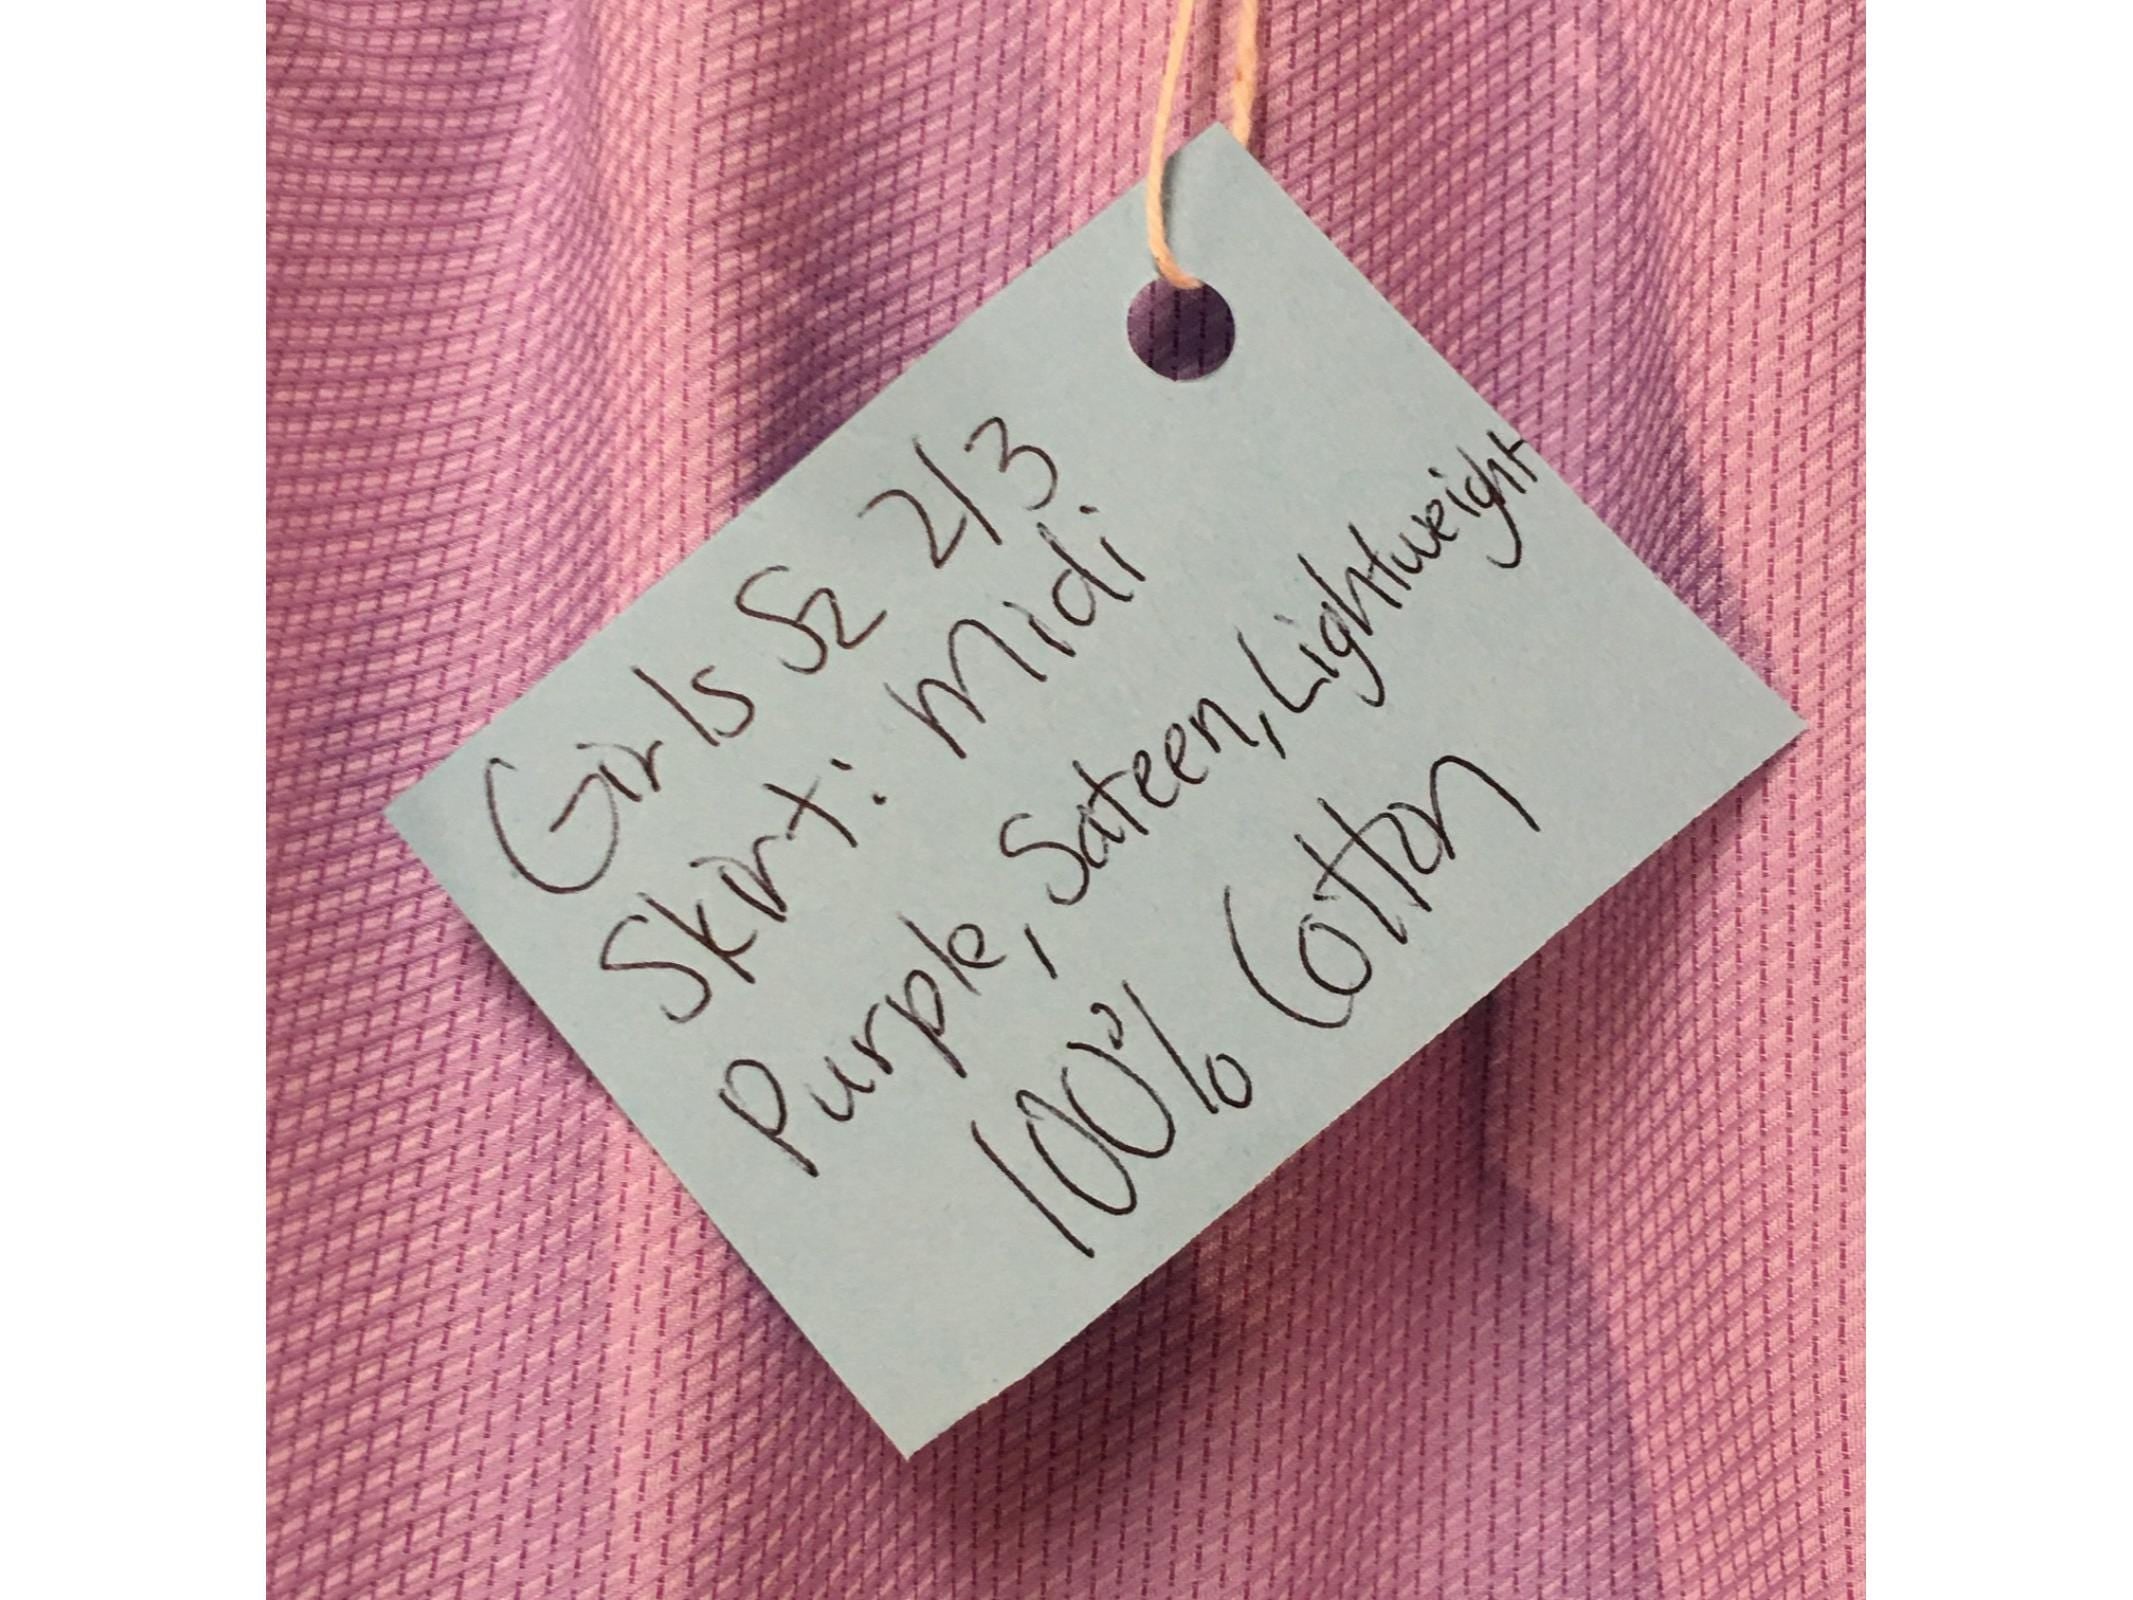 Girls Sz 2/3
Skirt: Midi
Purple, Sateen, Lightweight
100% Cotton